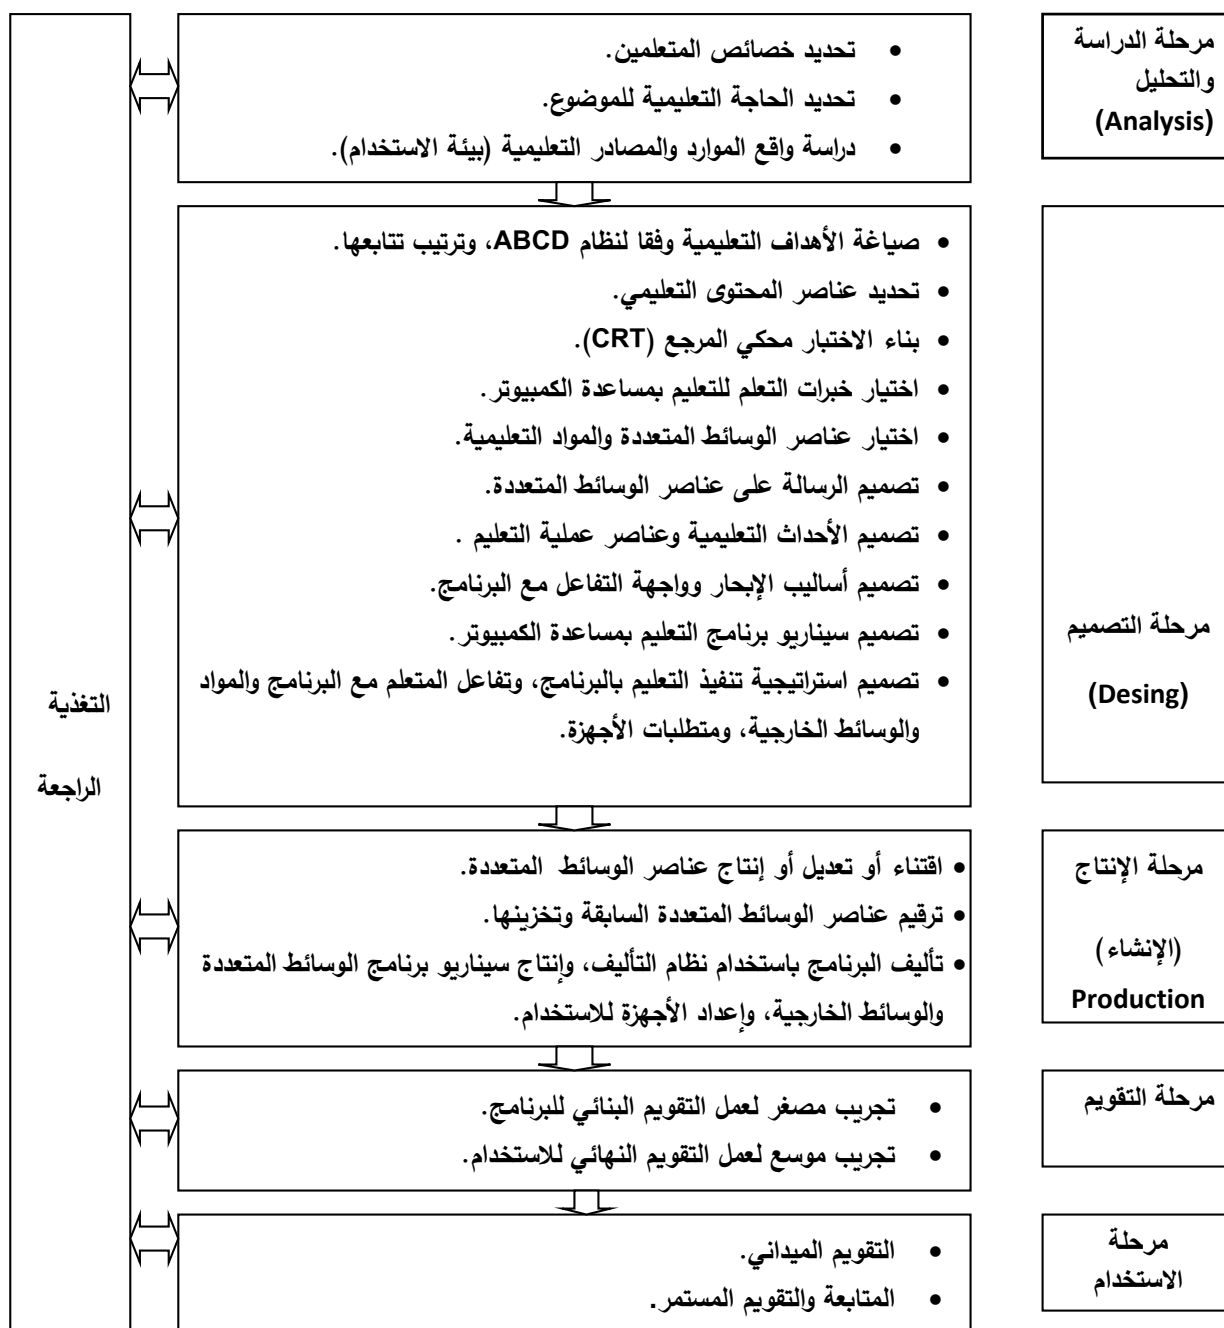 مرحلة الدراسة
والتحليل
(Analysis)
• تحديد خصائص المتعلمين.
• تحديد الحاجة التعليمية للموضوع.
• دراسة واقع الموارد والمصادر التعليمية (بيئة الاستخدام).
مرحلة التصميم
(Desing)
• صياغة الأهداف التعليمية وفقا لنظام ABCD، وترتيب تتابعها.
• تحديد عناصر المحتوى التعليمي.
• بناء الاختبار محكي المرجع (CRT).
• اختيار خبرات التعلم للتعليم بمساعدة الكمبيوتر.
• اختيار عناصر الوسائط المتعددة والمواد التعليمية.
• تصميم الرسالة على عناصر الوسائط المتعددة.
• تصميم الأحداث التعليمية وعناصر عملية التعليم .
• تصميم أساليب الإبحار وواجهة التفاعل مع البرنامج.
• تصميم سيناريو برنامج التعليم بمساعدة الكمبيوتر.
• تصميم استراتيجية تنفيذ التعليم بالبرنامج، وتفاعل المتعلم مع البرنامج والمواد
والوسائط الخارجية، ومتطلبات الأجهزة.
مرحلة الإنتاج
(الإنشاء)
Production
• اقتناء أو تعديل أو إنتاج عناصر الوسائط المتعددة.
• ترقيم عناصر الوسائط المتعددة السابقة وتخزينها.
• تأليف البرنامج باستخدام نظام التأليف، وإنتاج سيناريو برنامج الوسائط المتعددة
والوسائط الخارجية، وإعداد الأجهزة للاستخدام.
مرحلة التقويم
• تجريب مصغر لعمل التقويم البنائي للبرنامج.
• تجريب موسع لعمل التقويم النهائي للاستخدام.
مرحلة
الاستخدام
• التقويم الميداني.
• المتابعة والتقويم المستمر.
التغذية
الراجعة